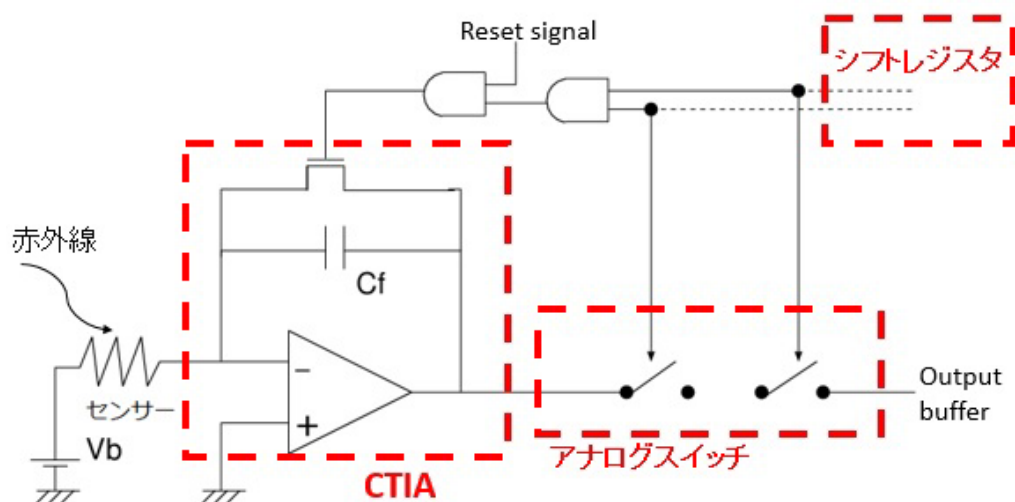 Reset signal
シフトレジスタ
赤外線
Cf
センサー
Vb
−
+
CTIA
アナログスイッチ
Output
buffer